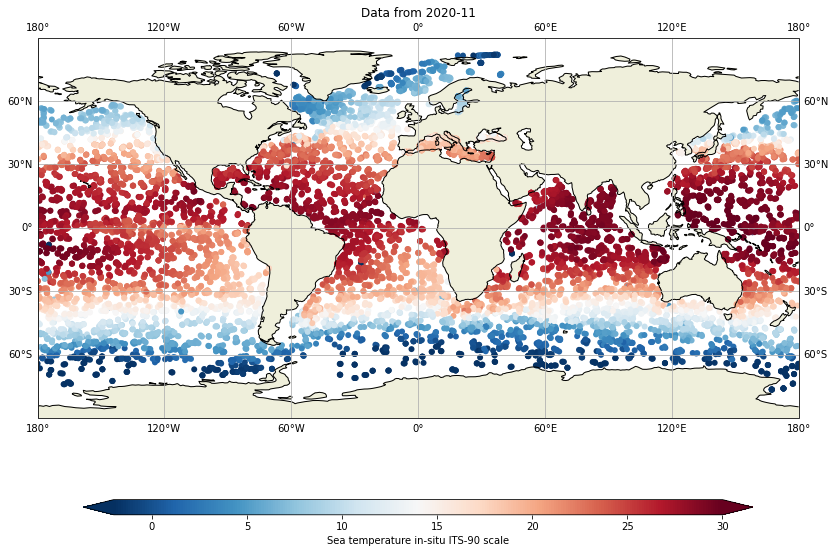 Data from 2020-11
180° 120°W 60°W 0° 60°E 120°E 180°
60°N 60°N
30°N 30°N
0° 0°
30°S 30°S
60°S 60°S
180° 120°W 60°W 0° 60°E 120°E 180°
0 5 10 15 20 25 30
Sea temperature in-situ ITS-90 scale